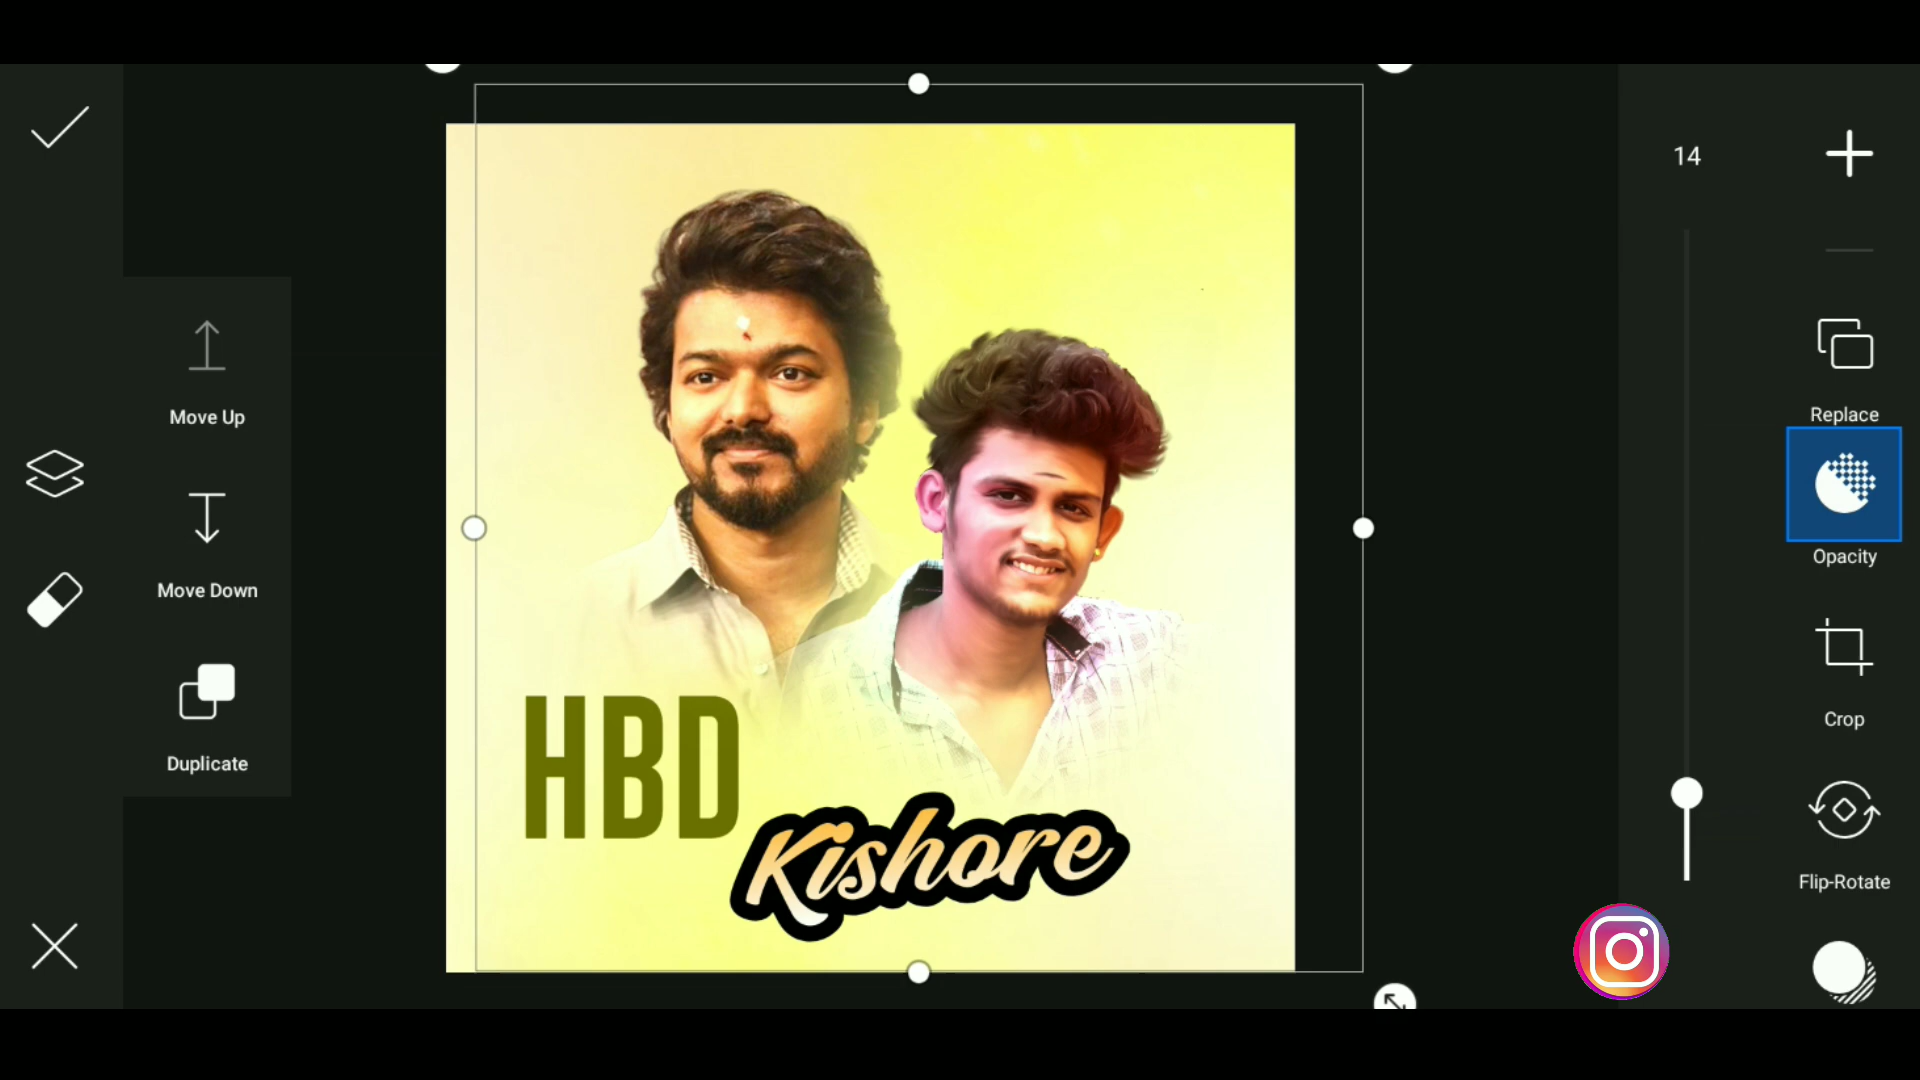 14
Move Up
Replace
Opacity
Move Down
Crop
HBD
Duplicate
Kishore
Flip-Rotate